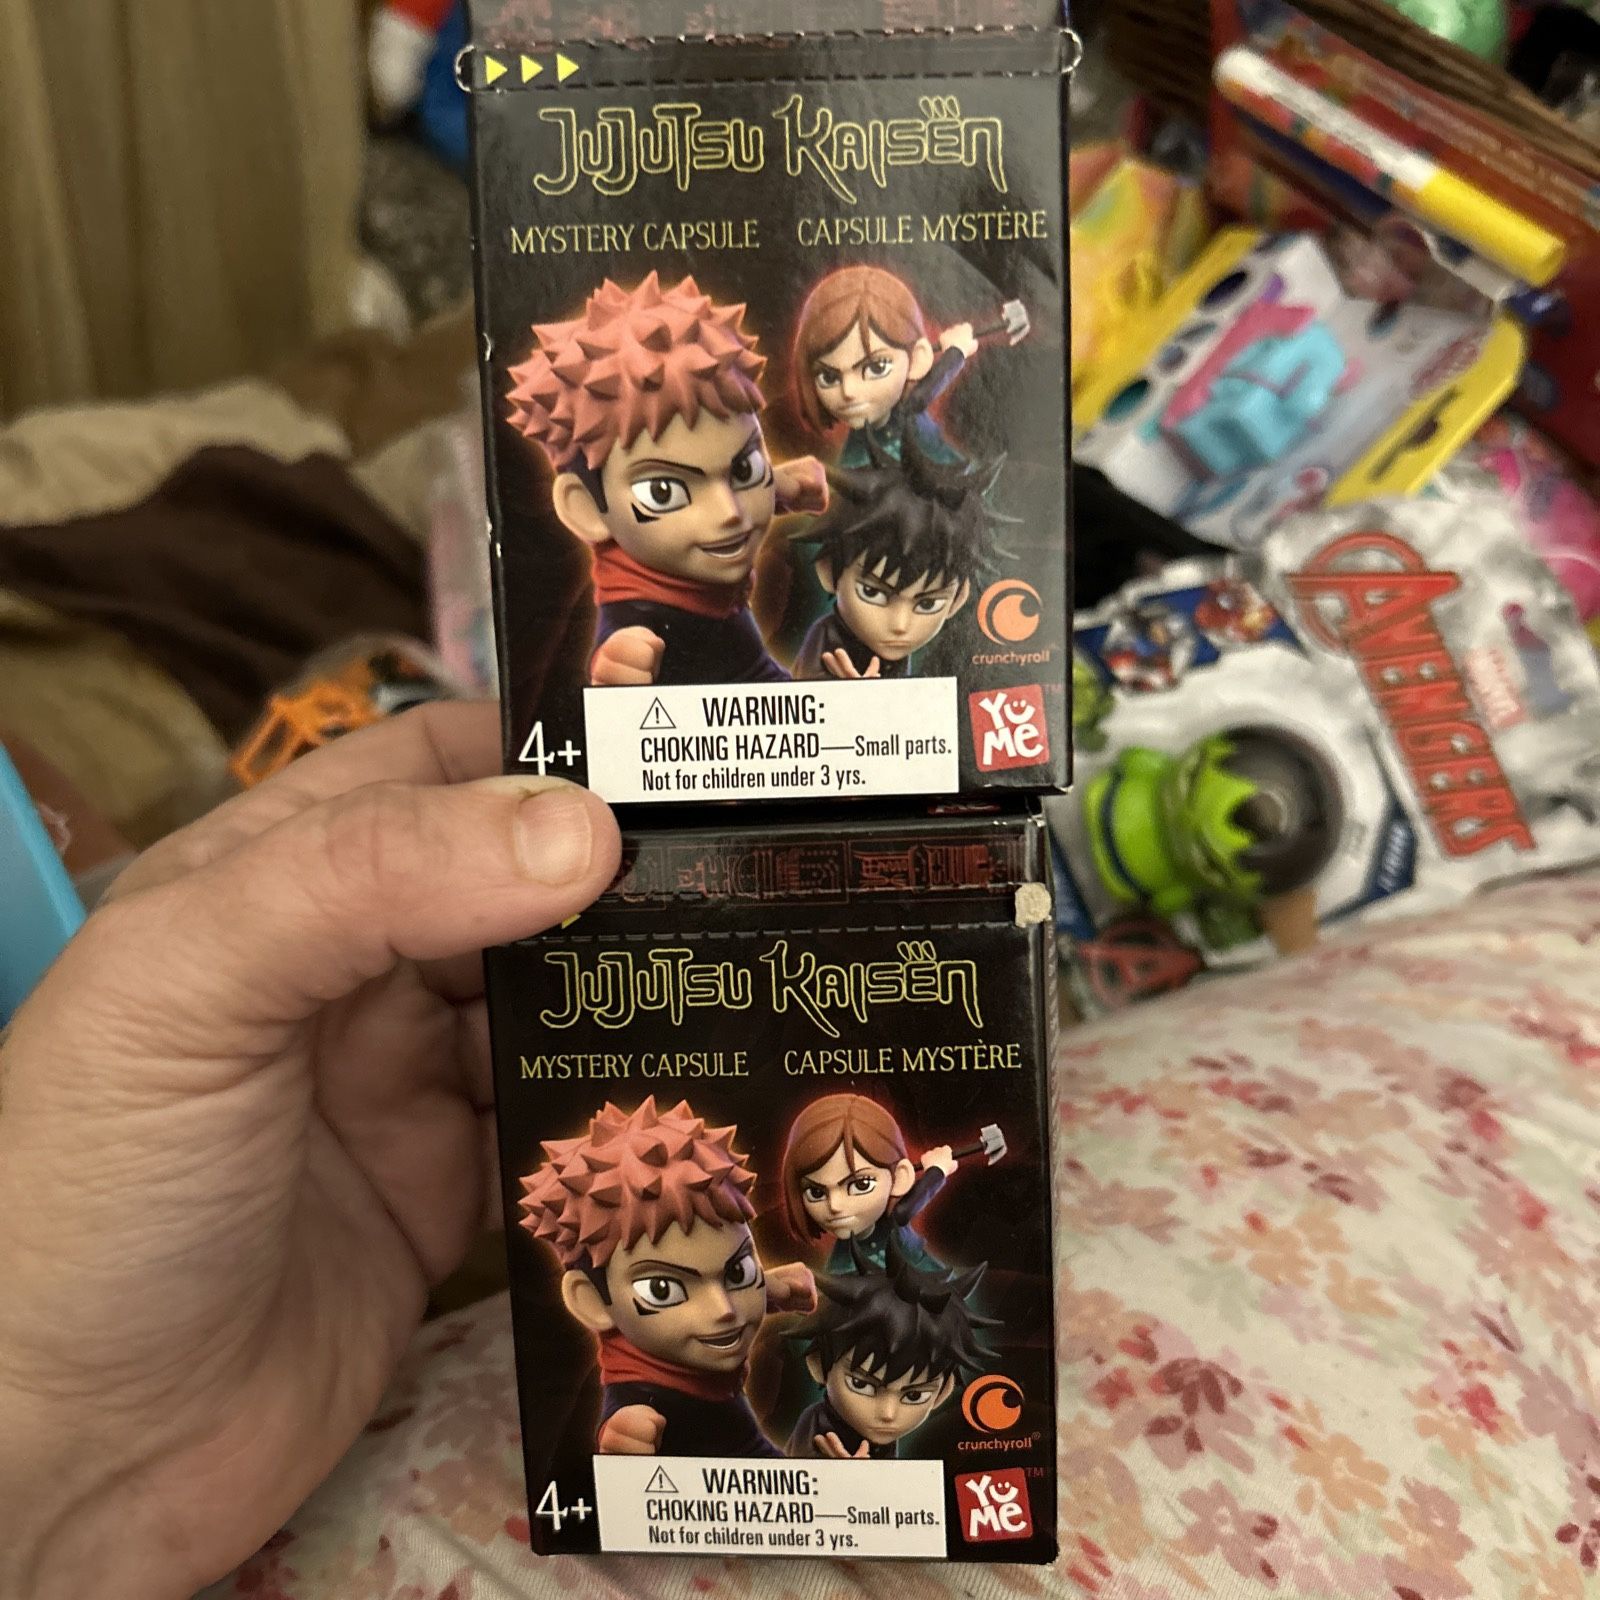 JUJUTSU KAISEN
MYSTERY CAPSULE CAPSULE MYSTÈRE
crunchyroll
YUME
4+
⚠ WARNING:
CHOKING HAZARD—Small parts.
Not for children under 3 yrs.
JUJUTSU KAISEN
MYSTERY CAPSULE CAPSULE MYSTÈRE
crunchyroll®
YUME™
4+
⚠ WARNING:
CHOKING HAZARD—Small parts.
Not for children under 3 yrs.
AVENGERS
MARVEL